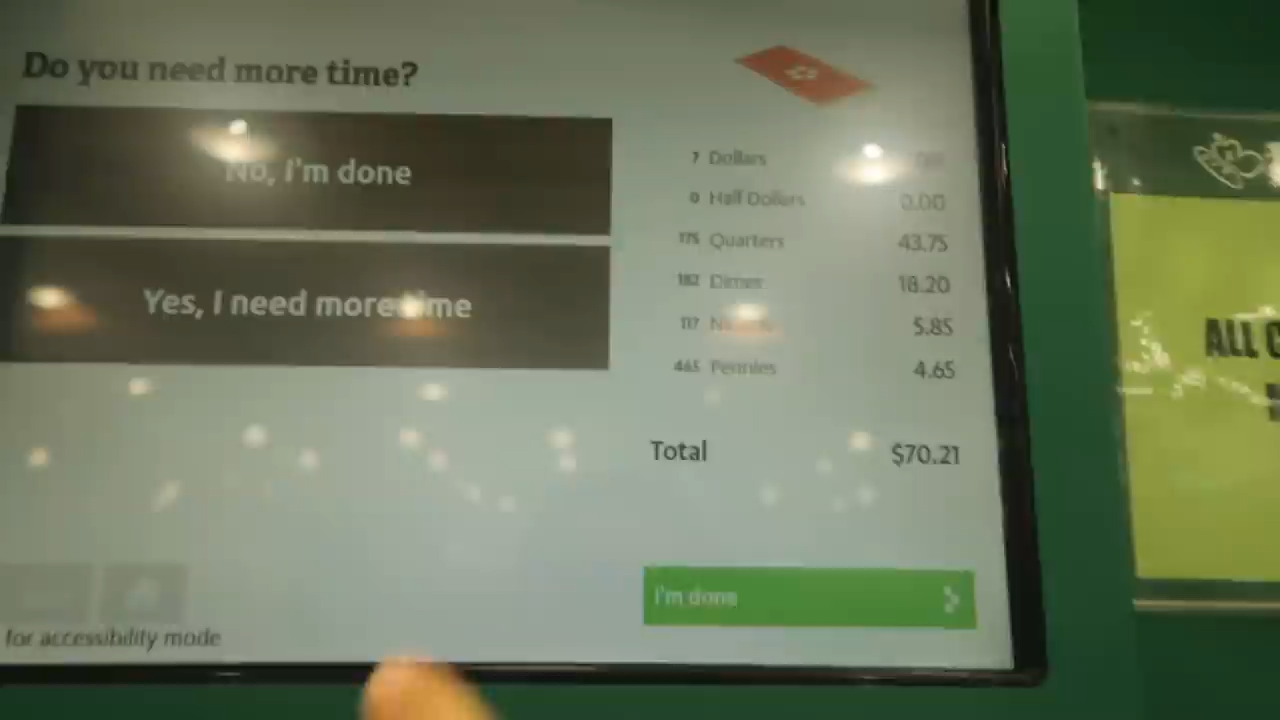 Do you need more time?
No, I'm done
Yes, I need more time
7 Dollars
0 Half Dollars 0.00
175 Quarters 43.75
182 Dimes 18.20
117 5.85
465 Pennies 4.65
Total $70.21
I'm done
for accessibility mode
ALL